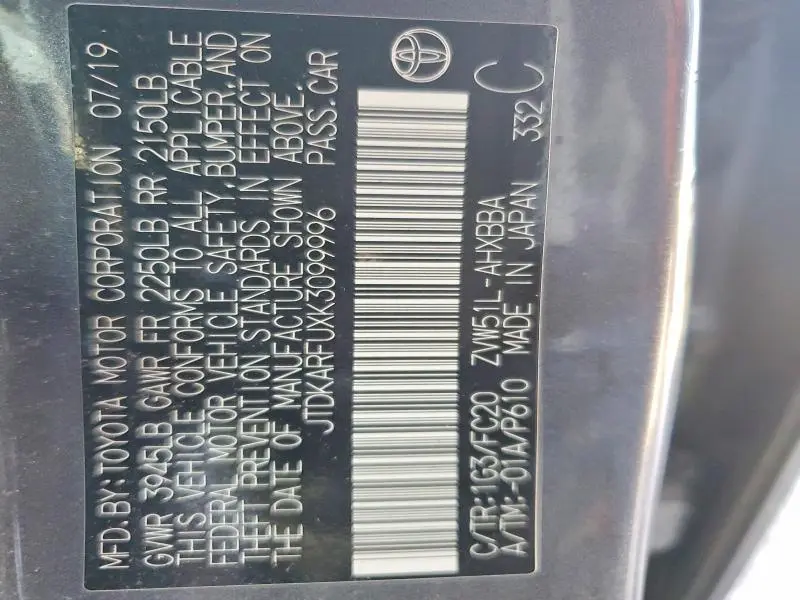 MFD.BY:TOYOTA MOTOR CORPORATION 07/19
GVWR 3945LB GAWR FR 2250LB RR 2150LB
THIS VEHICLE CONFORMS TO ALL APPLICABLE
FEDERAL MOTOR VEHICLE SAFETY, BUMPER, AND
THEFT PREVENTION STANDARDS IN EFFECT ON
THE DATE OF MANUFACTURE SHOWN ABOVE.
JTDKARFUXK3099996 PASS.CAR
C/TR:1G3/FC20 ZVW51L-AHXBBA C
A/TM:-01A/P610 MADE IN JAPAN 332 C